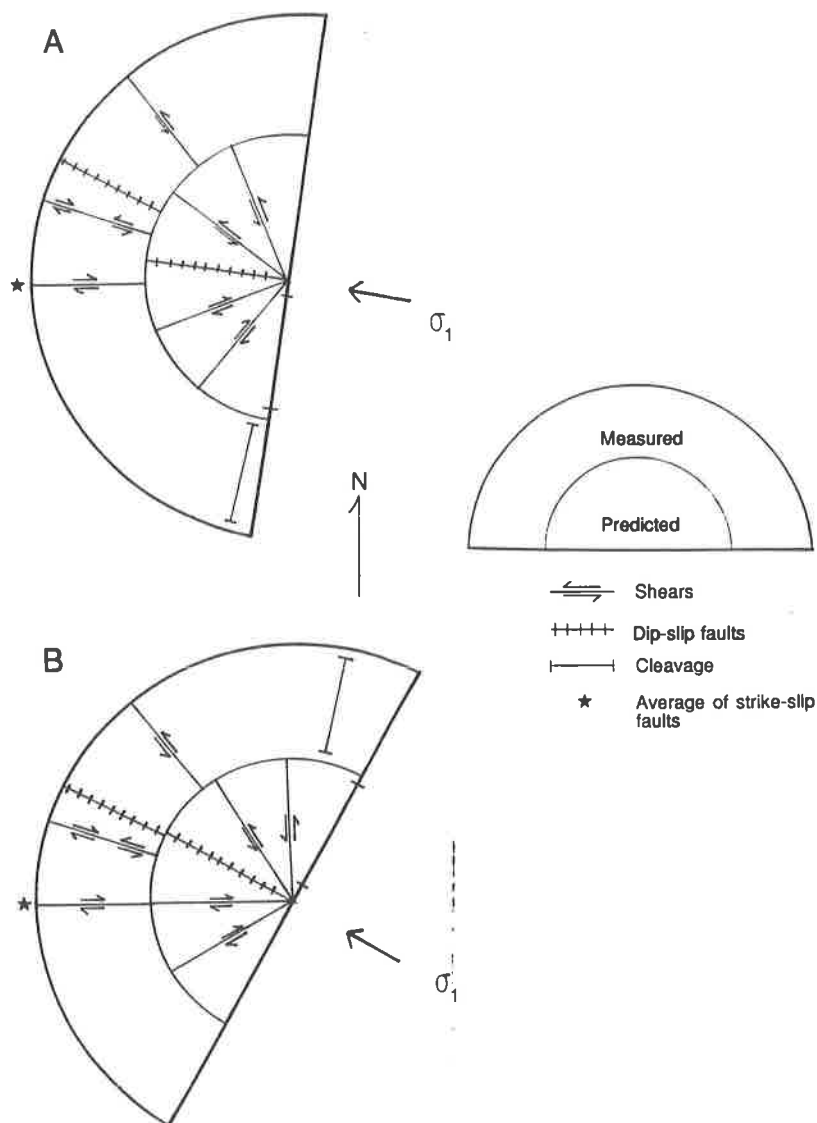 A
σ1
N
Measured
Predicted
Shears
Dip-slip faults
Cleavage
★ Average of strike-slip
faults
B
σ1